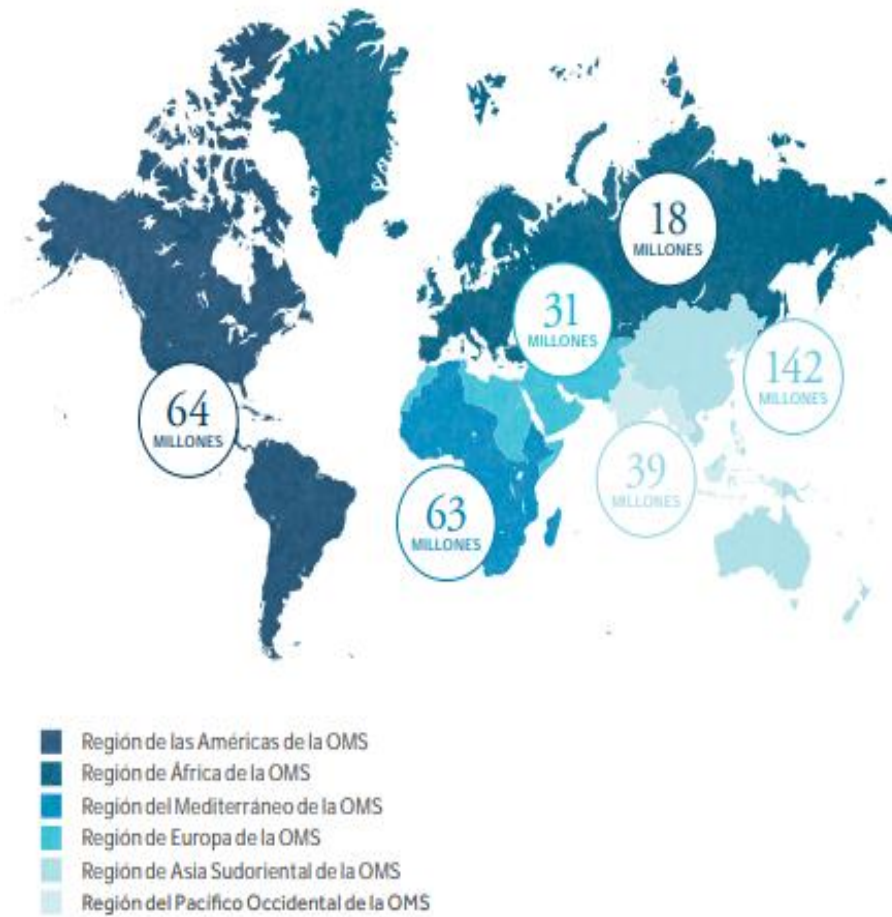 18
MILLONES
31
MILLONES
142
MILLONES
64
MILLONES
39
MILLONES
63
MILLONES
Región de las Américas de la OMS
Región de África de la OMS
Región del Mediterráneo de la OMS
Región de Europa de la OMS
Región de Asia Sudoriental de la OMS
Región del Pacífico Occidental de la OMS